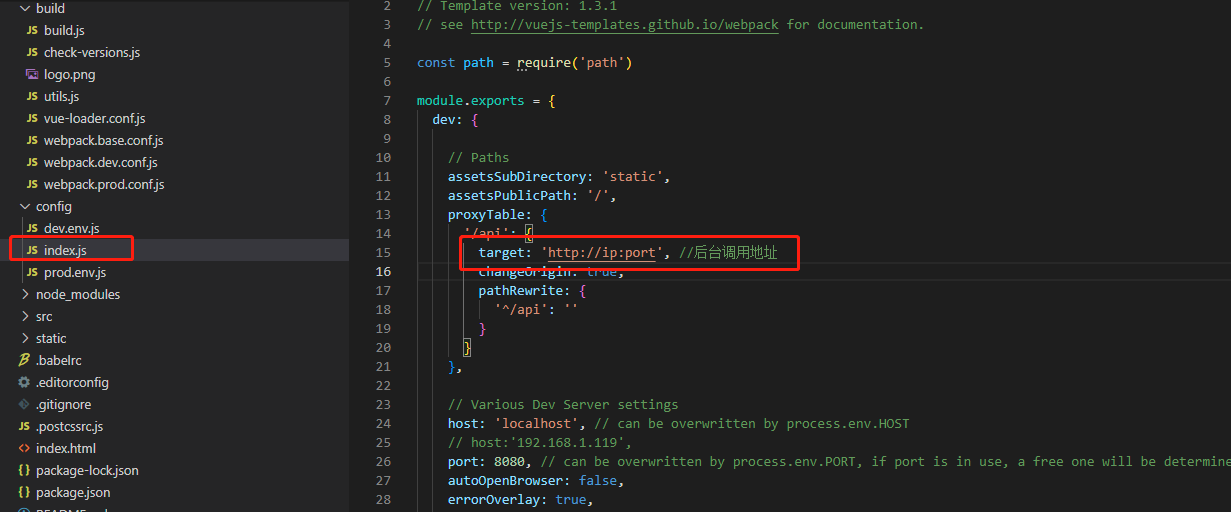 build
JS build.js
JS check-versions.js
logo.png
JS utils.js
JS vue-loader.conf.js
JS webpack.base.conf.js
JS webpack.dev.conf.js
JS webpack.prod.conf.js
config
JS dev.env.js
JS index.js
JS prod.env.js
node_modules
src
static
.babelrc
.editorconfig
.gitignore
JS .postcssrc.js
<> index.html
{} package-lock.json
{} package.json
2 // Template version: 1.3.1
3 // see http://vuejs-templates.github.io/webpack for documentation.
4
5 const path = require('path')
6
7 module.exports = {
8 dev: {
9
10 // Paths
11 assetsSubDirectory: 'static',
12 assetsPublicPath: '/',
13 proxyTable: {
14 '/api': {
15 target: 'http://ip:port', //后台调用地址
16 changeOrigin: true,
17 pathRewrite: {
18 '^/api': ''
19 }
20 }
21 },
22
23 // Various Dev Server settings
24 host: 'localhost', // can be overwritten by process.env.HOST
25 // host:'192.168.1.119',
26 port: 8080, // can be overwritten by process.env.PORT, if port is in use, a free one will be determine
27 autoOpenBrowser: false,
28 errorOverlay: true,